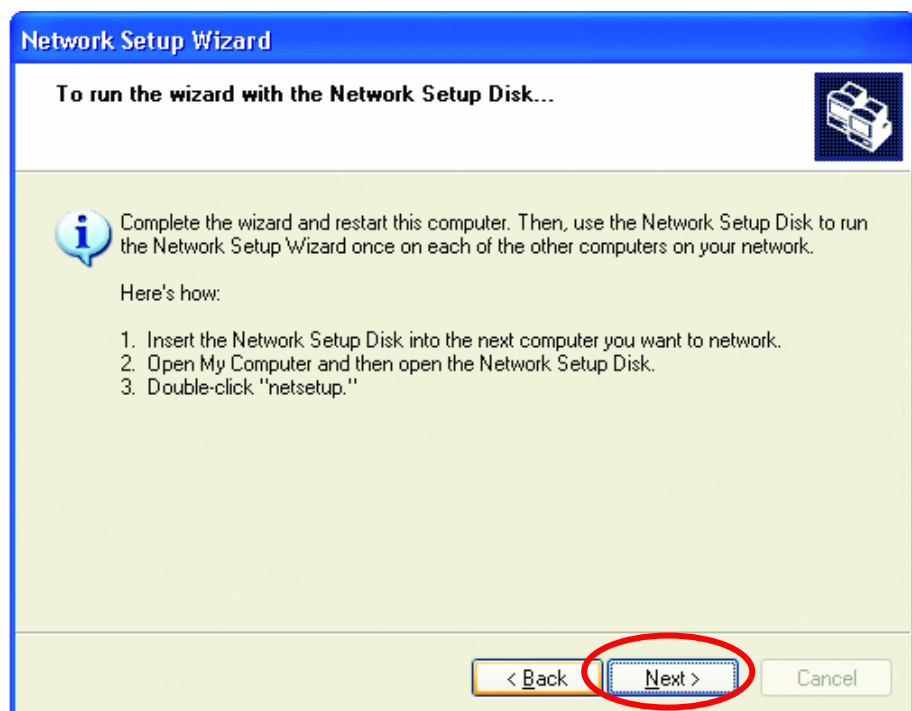 Network Setup Wizard
To run the wizard with the Network Setup Disk...
Complete the wizard and restart this computer. Then, use the Network Setup Disk to run
the Network Setup Wizard once on each of the other computers on your network.
Here's how:
1. Insert the Network Setup Disk into the next computer you want to network.
2. Open My Computer and then open the Network Setup Disk.
3. Double-click "netsetup."
< Back
Next >
Cancel